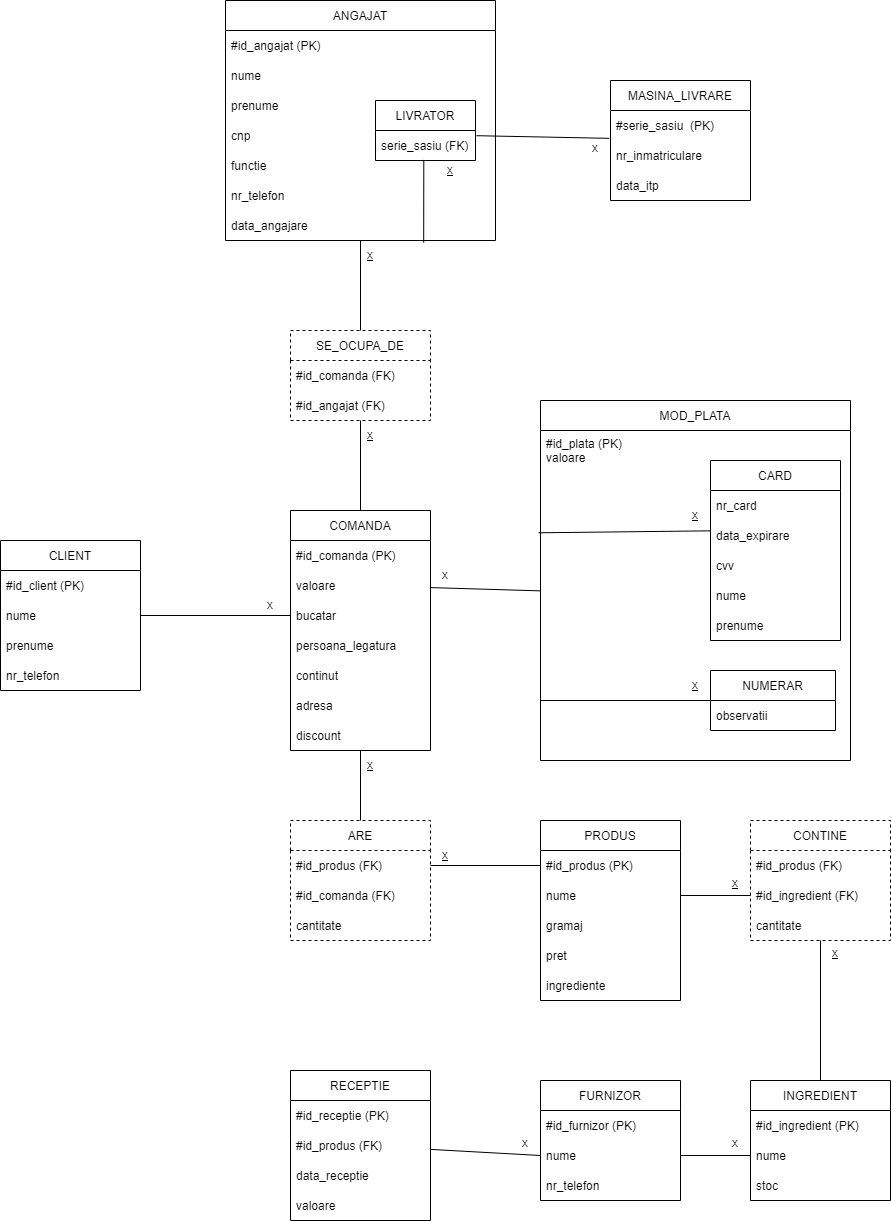 ANGAJAT
#id_angajat (PK)
nume
prenume
cnp
functie
nr_telefon
data_angajare
LIVRATOR
serie_sasiu (FK)
x
x
MASINA_LIVRARE
#serie_sasiu  (PK)
nr_inmatriculare
data_itp
x
SE_OCUPA_DE
#id_comanda (FK)
#id_angajat (FK)
x
MOD_PLATA
#id_plata (PK)
valoare
CARD
nr_card
data_expirare
cvv
nume
prenume
x
NUMERAR
observatii
x
COMANDA
#id_comanda (PK)
valoare
bucatar
persoana_legatura
continut
adresa
discount
x
CLIENT
#id_client (PK)
nume
prenume
nr_telefon
x
x
ARE
#id_produs (FK)
#id_comanda (FK)
cantitate
x
PRODUS
#id_produs (PK)
nume
gramaj
pret
ingrediente
x
CONTINE
#id_produs (FK)
#id_ingredient (FK)
cantitate
x
RECEPTIE
#id_receptie (PK)
#id_produs (FK)
data_receptie
valoare
x
FURNIZOR
#id_furnizor (PK)
nume
nr_telefon
x
INGREDIENT
#id_ingredient (PK)
nume
stoc